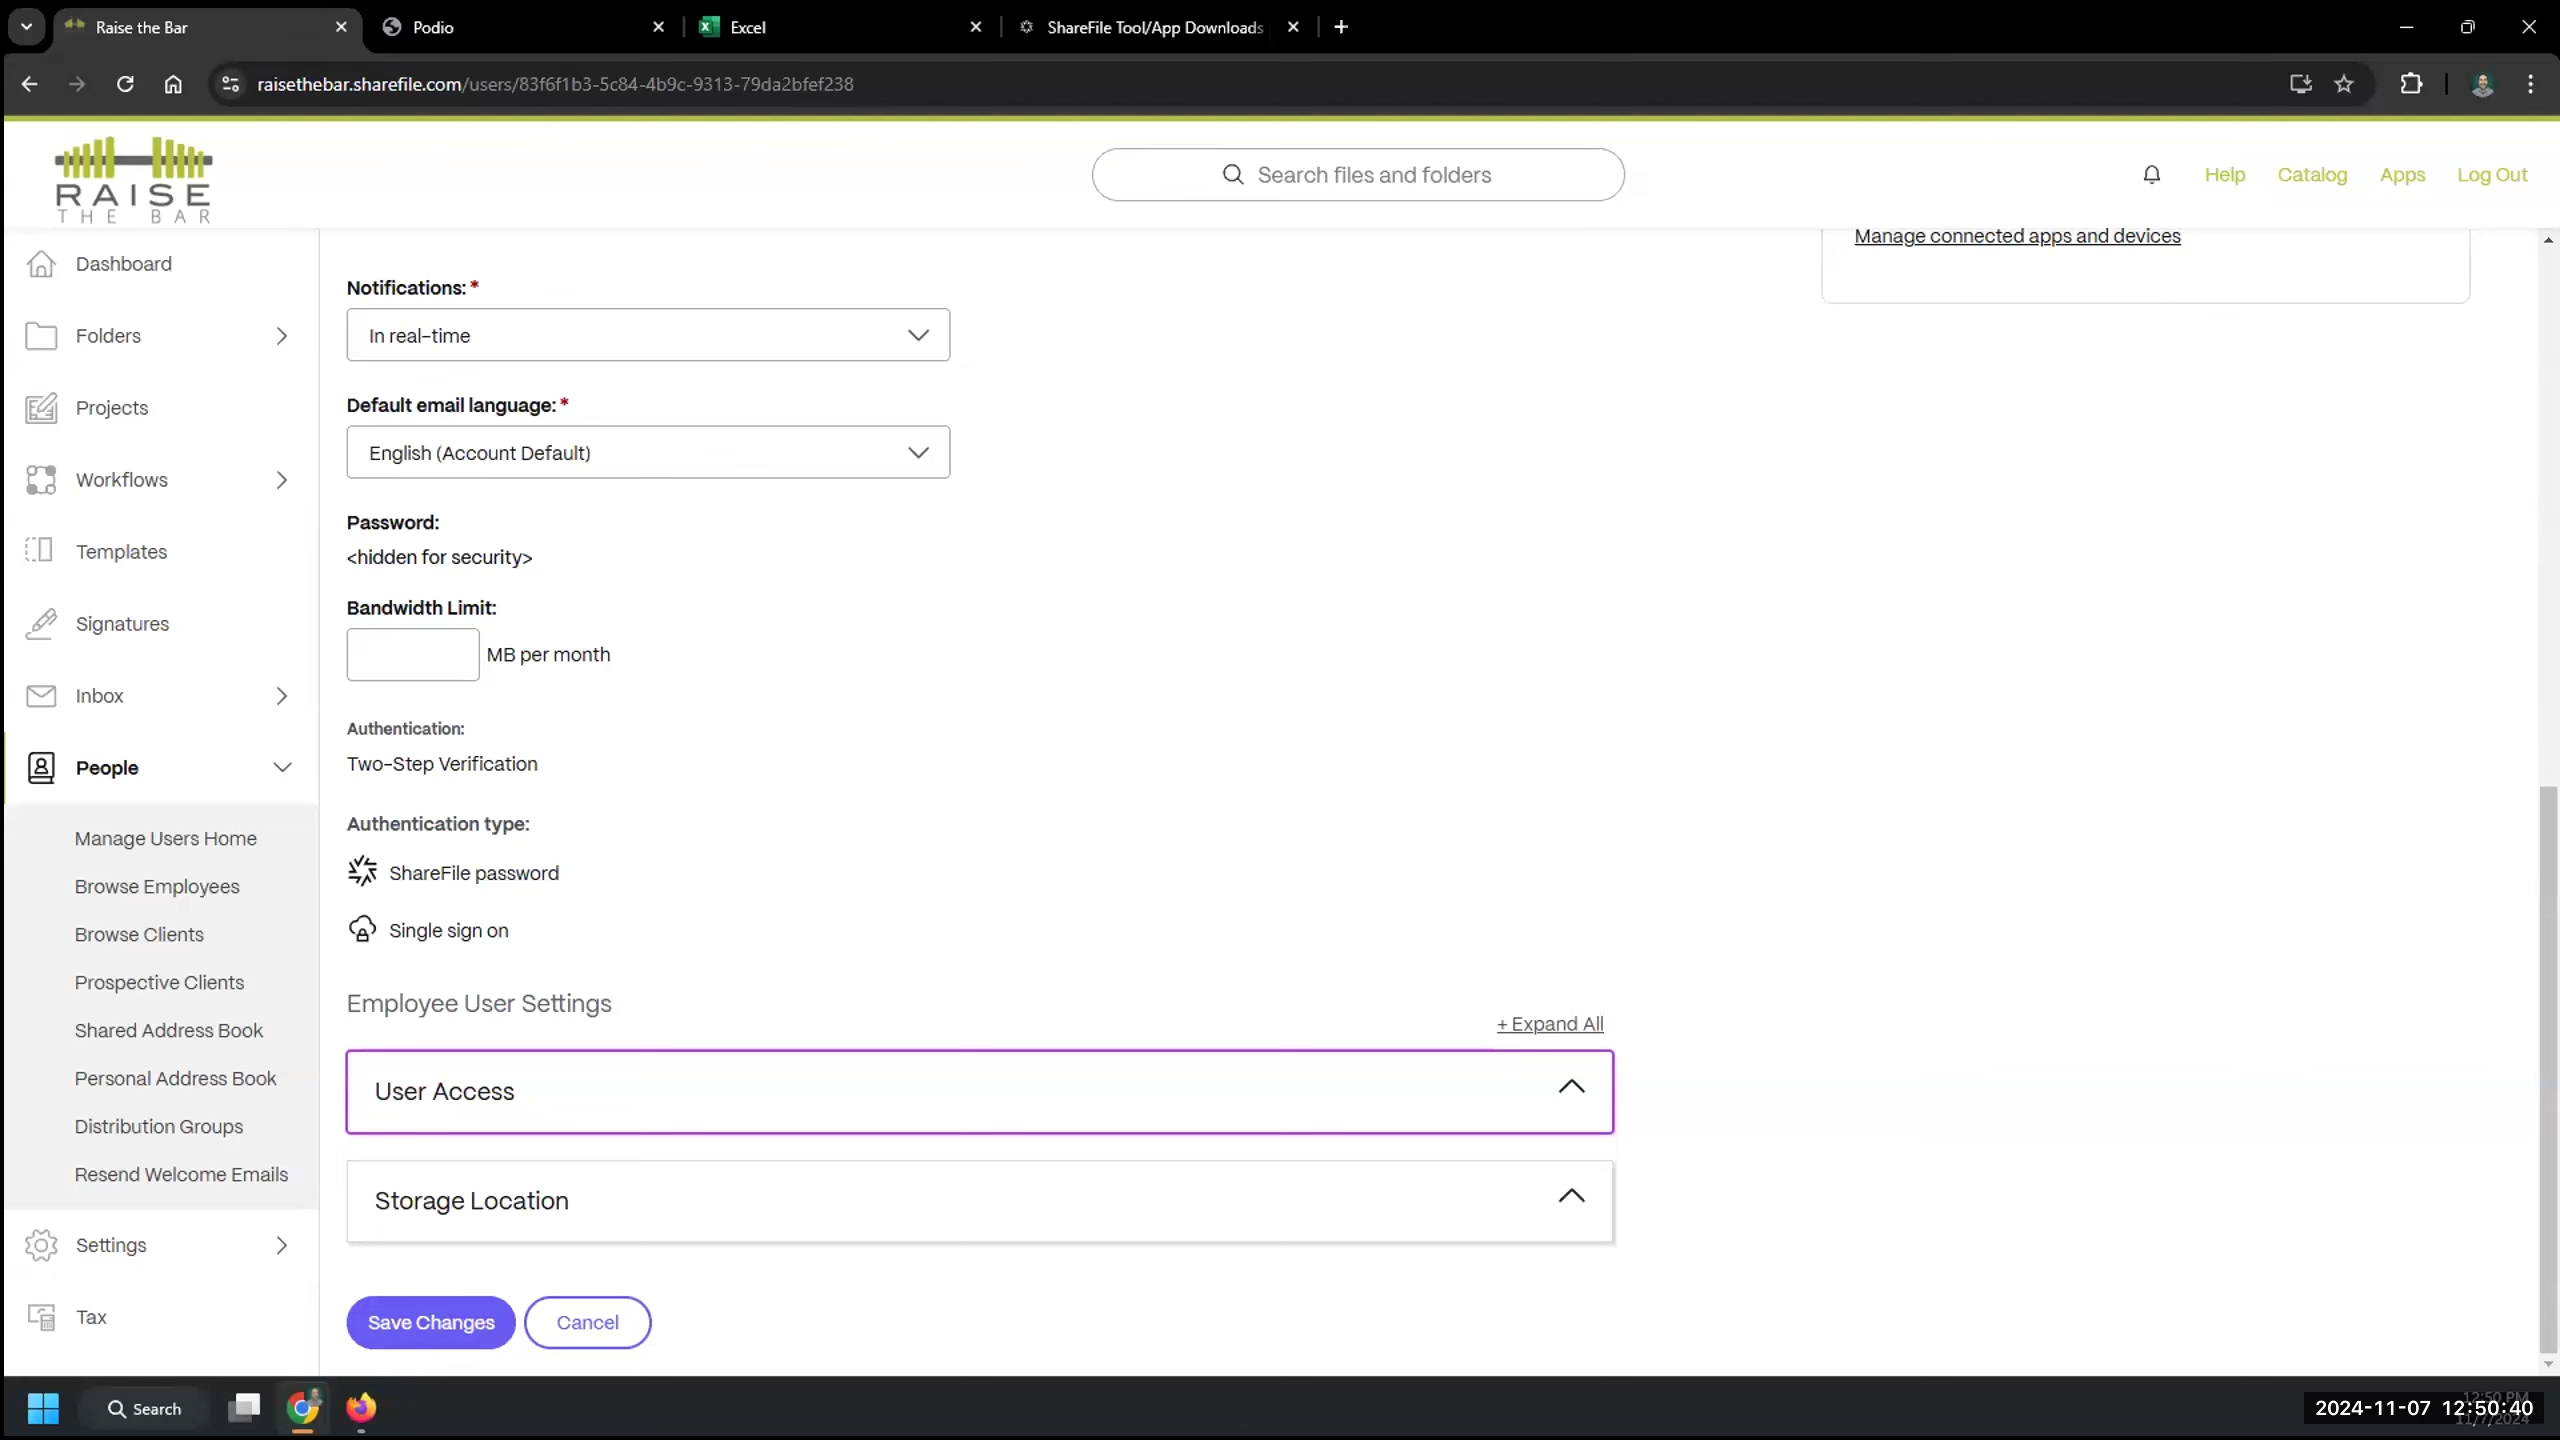 Raise the Bar
Podio
Excel
ShareFile Tool/App Downloads
raisethebar.sharefile.com/users/83f6f1b3-5c84-4b9c-9313-79da2bfef238
RAISE
THE BAR
Search files and folders
Help
Catalog
Apps
Log Out
Dashboard
Folders
Projects
Workflows
Templates
Signatures
Inbox
People
Manage Users Home
Browse Employees
Browse Clients
Prospective Clients
Shared Address Book
Personal Address Book
Distribution Groups
Resend Welcome Emails
Settings
Tax
Manage connected apps and devices
Notifications: *
In real-time
Default email language: *
English (Account Default)
Password:
<hidden for security>
Bandwidth Limit:
MB per month
Authentication:
Two-Step Verification
Authentication type:
ShareFile password
Single sign on
Employee User Settings
+ Expand All
User Access
Storage Location
Save Changes
Cancel
Search
12:50 PM
11/7/2024
2024-11-07 12:50:40